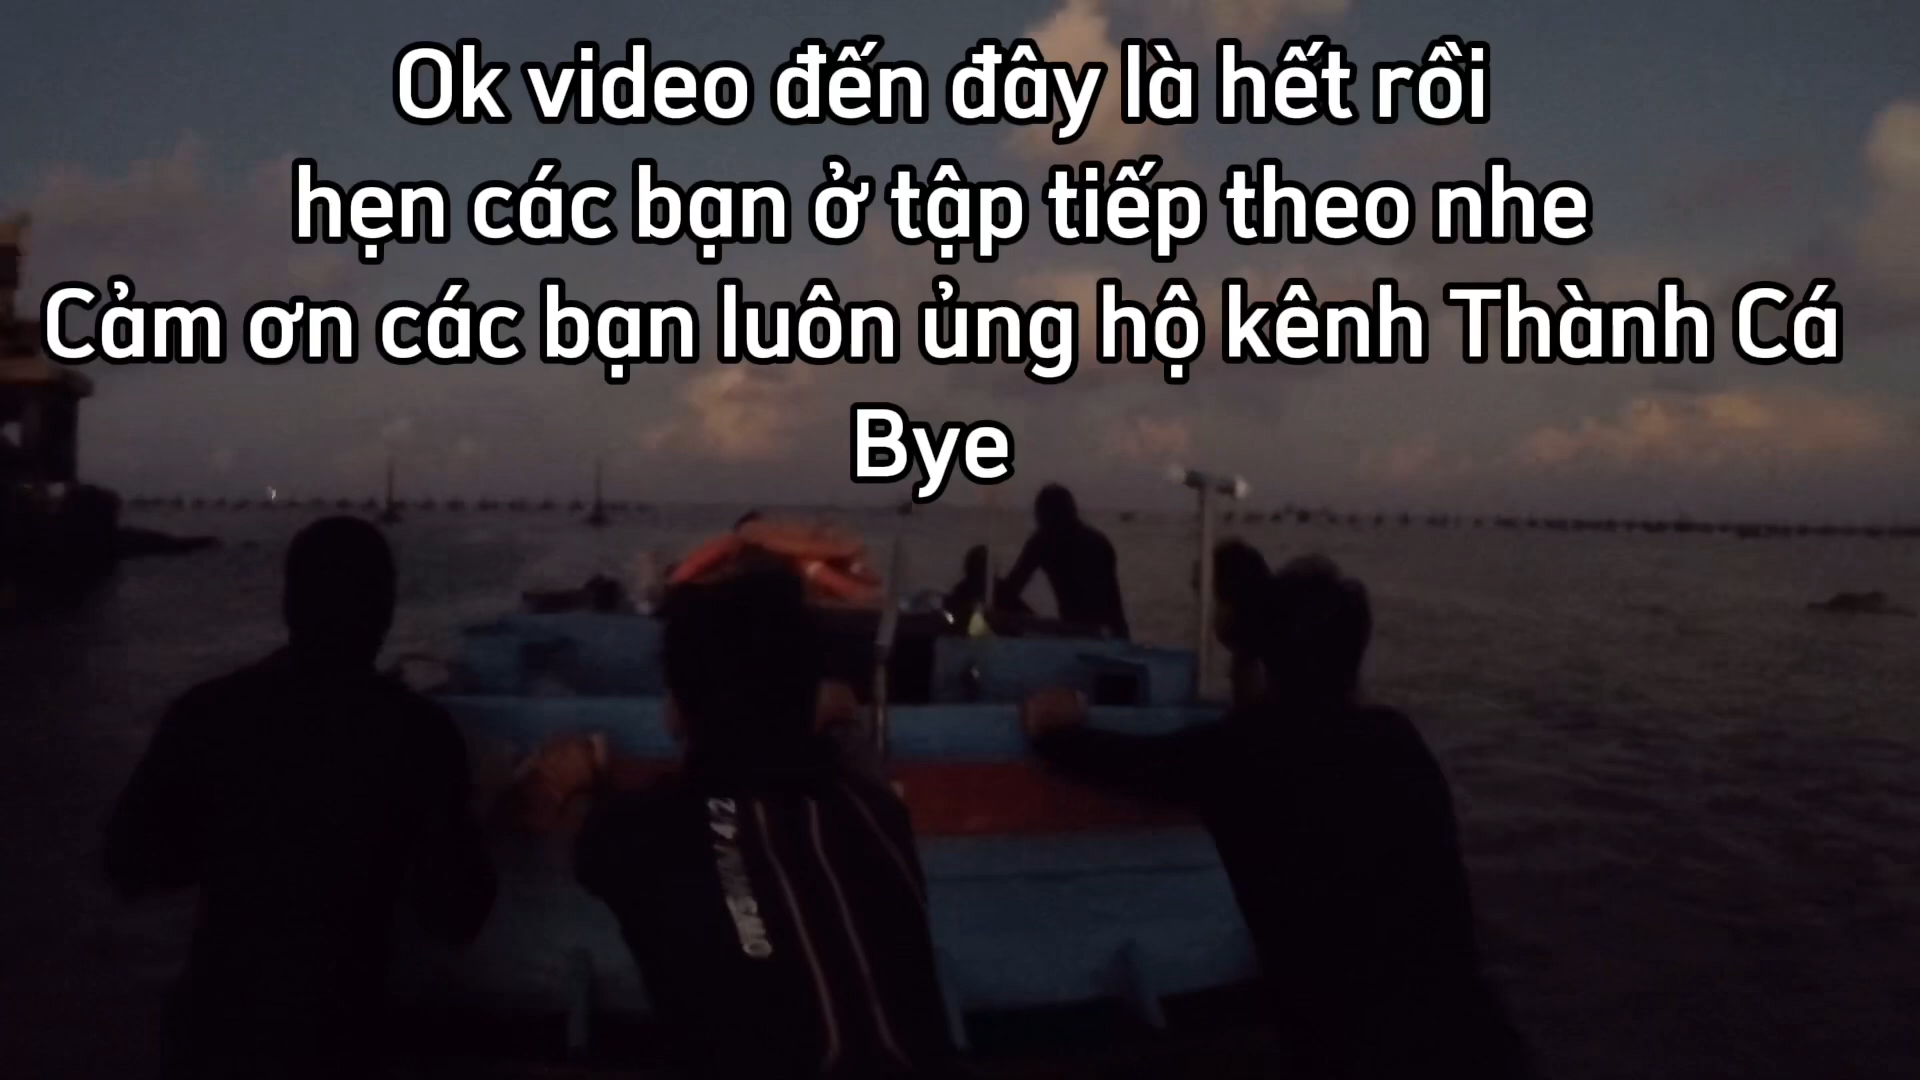 Ok video đến đây là hết rồi
hẹn các bạn ở tập tiếp theo nhe
Cảm ơn các bạn luôn ủng hộ kênh Thành Cá
Bye